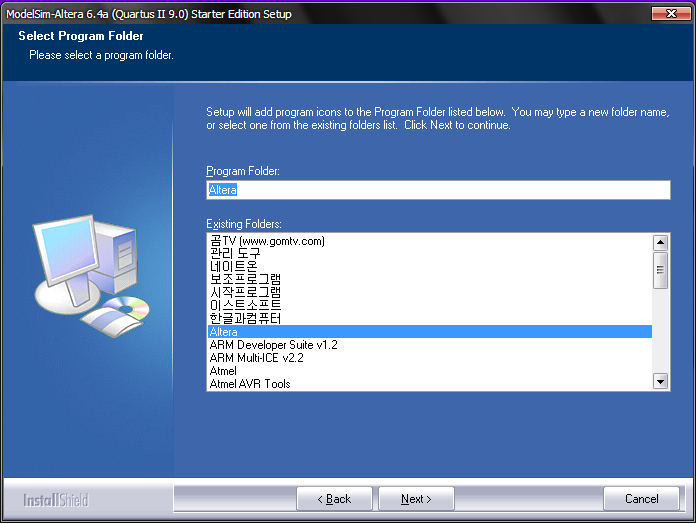 ModelSim-Altera 6.4a (Quartus II 9.0) Starter Edition Setup
Select Program Folder
Please select a program folder.
Setup will add program icons to the Program Folder listed below. You may type a new folder name,
or select one from the existing folders list. Click Next to continue.
Program Folder:
Altera
Existing Folders:
곰TV (www.gomtv.com)
관리 도구
네이트온
보조프로그램
시작프로그램
이스트소프트
한글과컴퓨터
Altera
ARM Developer Suite v1.2
ARM Multi-ICE v2.2
Atmel
Atmel AVR Tools
InstallShield
< Back
Next >
Cancel